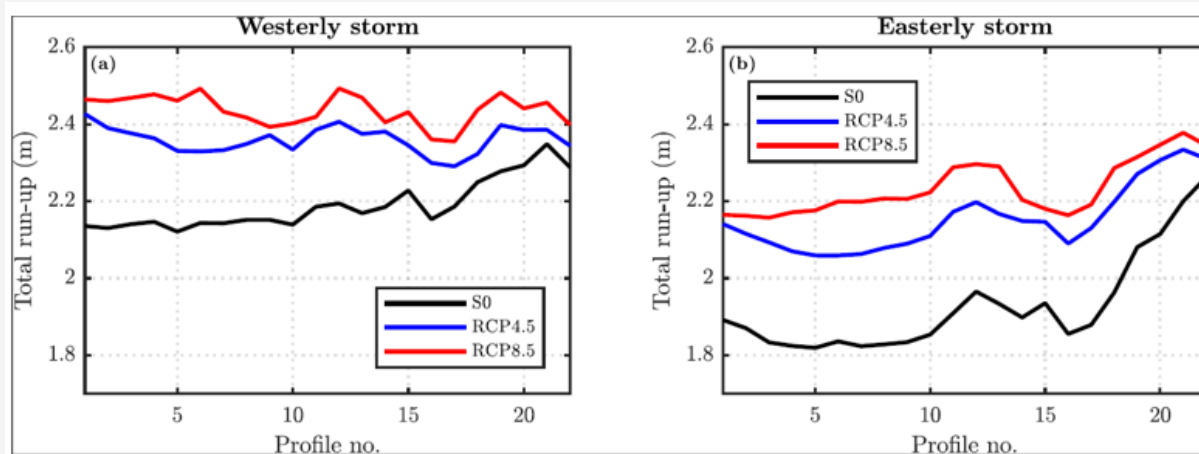 Westerly storm
(a)
Total run-up (m)
2.6
2.4
2.2
2
1.8
S0
RCP4.5
RCP8.5
5
10
15
20
Profile no.
Easterly storm
(b)
Total run-up (m)
2.6
2.4
2.2
2
1.8
S0
RCP4.5
RCP8.5
5
10
15
20
Profile no.